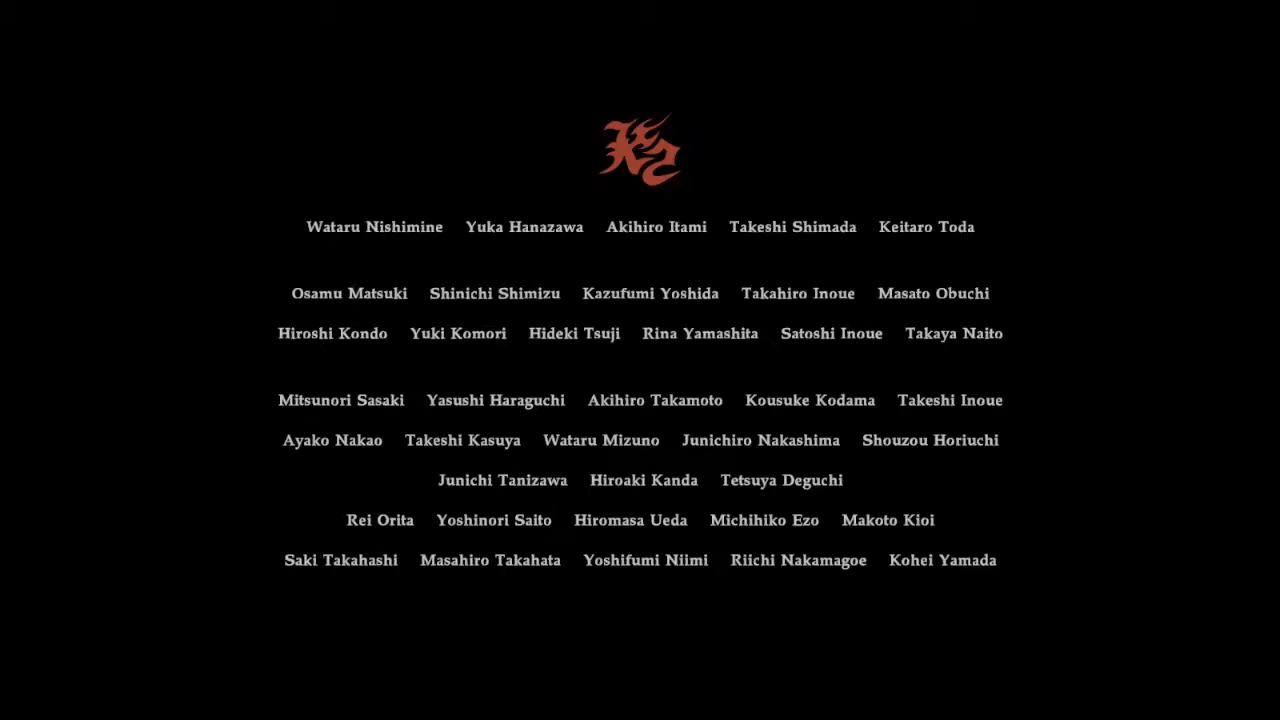 K2
Wataru Nishimine Yuka Hanazawa Akihiro Itami Takeshi Shimada Keitaro Toda
Osamu Matsuki Shinichi Shimizu Kazufumi Yoshida Takahiro Inoue Masato Obuchi
Hiroshi Kondo Yuki Komori Hideki Tsuji Rina Yamashita Satoshi Inoue Takaya Naito
Mitsunori Sasaki Yasushi Haraguchi Akihiro Takamoto Kousuke Kodama Takeshi Inoue
Ayako Nakao Takeshi Kasuya Wataru Mizuno Junichiro Nakashima Shouzou Horiuchi
Junichi Tanizawa Hiroaki Kanda Tetsuya Deguchi
Rei Orita Yoshinori Saito Hiromasa Ueda Michihiko Ezo Makoto Kioi
Saki Takahashi Masahiro Takahata Yoshifumi Niimi Riichi Nakamagoe Kohei Yamada